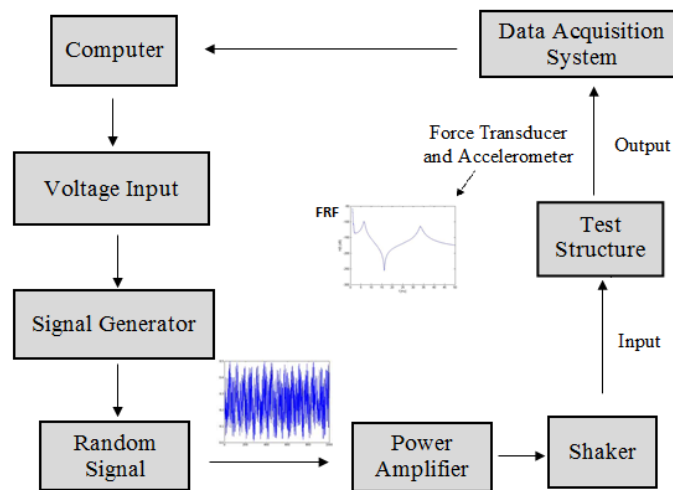 Computer
Data Acquisition
System
Voltage Input
Force Transducer
and Accelerometer
Output
FRF
Test
Structure
Signal Generator
Input
Random
Signal
Power
Amplifier
Shaker